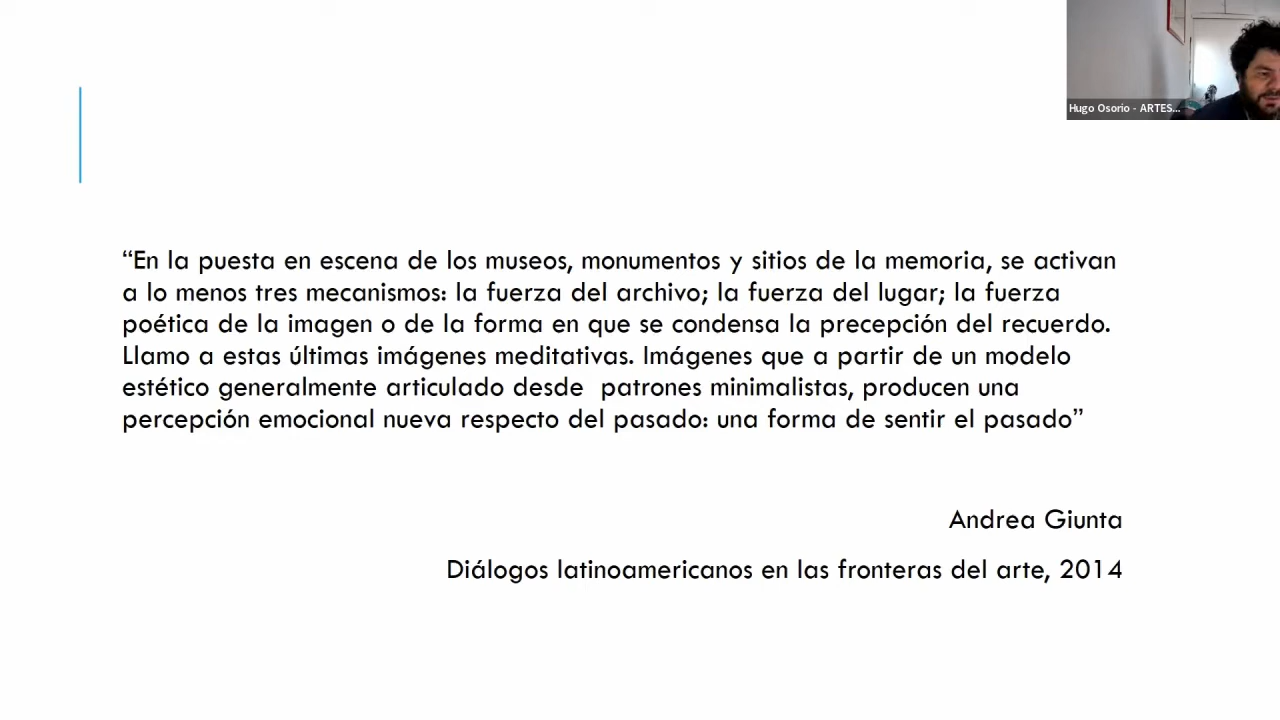 Hugo Osorio - ARTES...
“En la puesta en escena de los museos, monumentos y sitios de la memoria, se activan
a lo menos tres mecanismos: la fuerza del archivo; la fuerza del lugar; la fuerza
poética de la imagen o de la forma en que se condensa la precepción del recuerdo.
Llamo a estas últimas imágenes meditativas. Imágenes que a partir de un modelo
estético generalmente articulado desde  patrones minimalistas, producen una
percepción emocional nueva respecto del pasado: una forma de sentir el pasado”
Andrea Giunta
Diálogos latinoamericanos en las fronteras del arte, 2014